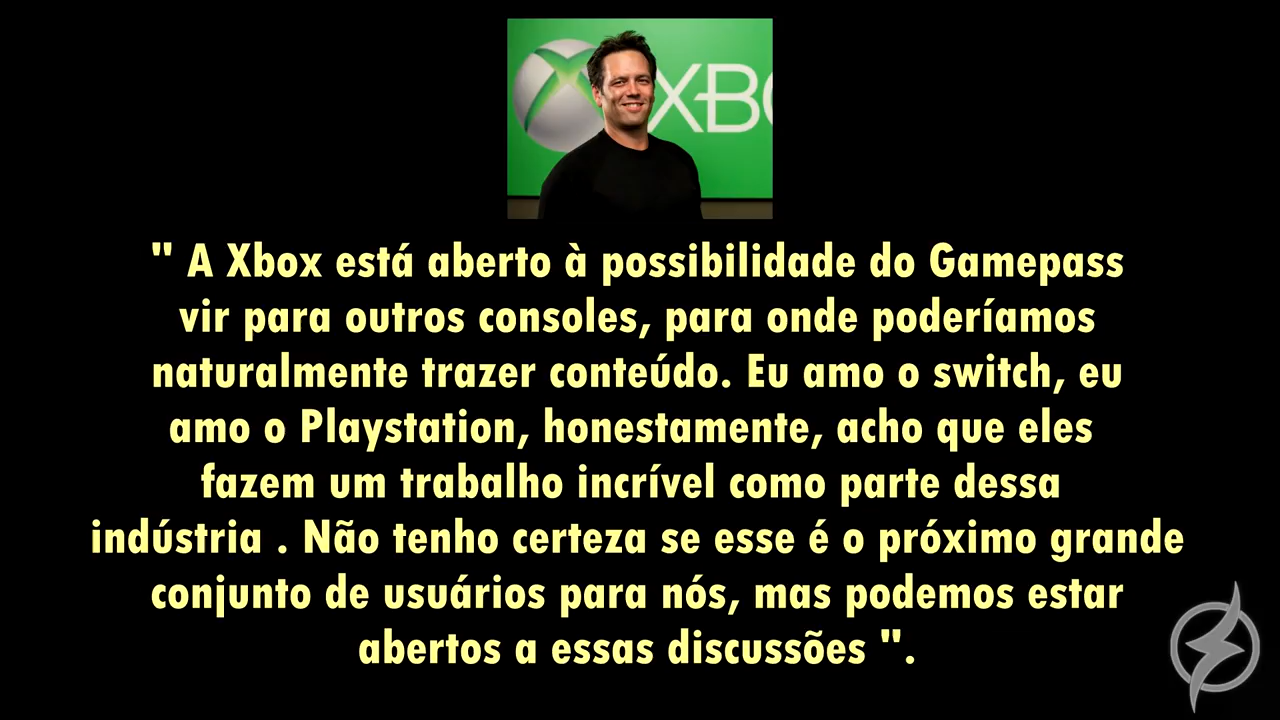 XBO
" A Xbox está aberto à possibilidade do Gamepass
vir para outros consoles, para onde poderíamos
naturalmente trazer conteúdo. Eu amo o switch, eu
amo o Playstation, honestamente, acho que eles
fazem um trabalho incrível como parte dessa
indústria . Não tenho certeza se esse é o próximo grande
conjunto de usuários para nós, mas podemos estar
abertos a essas discussões ".